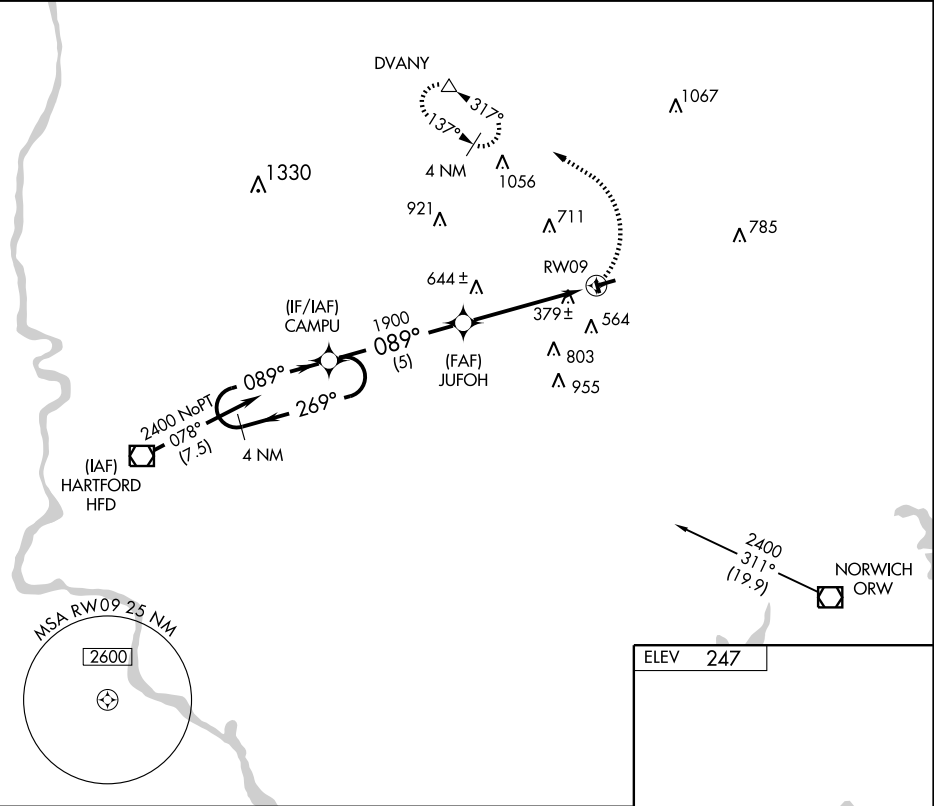 DVANY
317°
137°
4 NM
1067
1330
1056
921
711
785
RW09
644 ±
379±
564
803
955
(IF/IAF)
CAMPU
1900
089°
(5)
(FAF)
JUFOH
089°
269°
2400 NoPT
078°
(7.5)
4 NM
(IAF)
HARTFORD
HFD
2400
311°
(19.9)
NORWICH
ORW
MSA RW09 25 NM
2600
ELEV 247